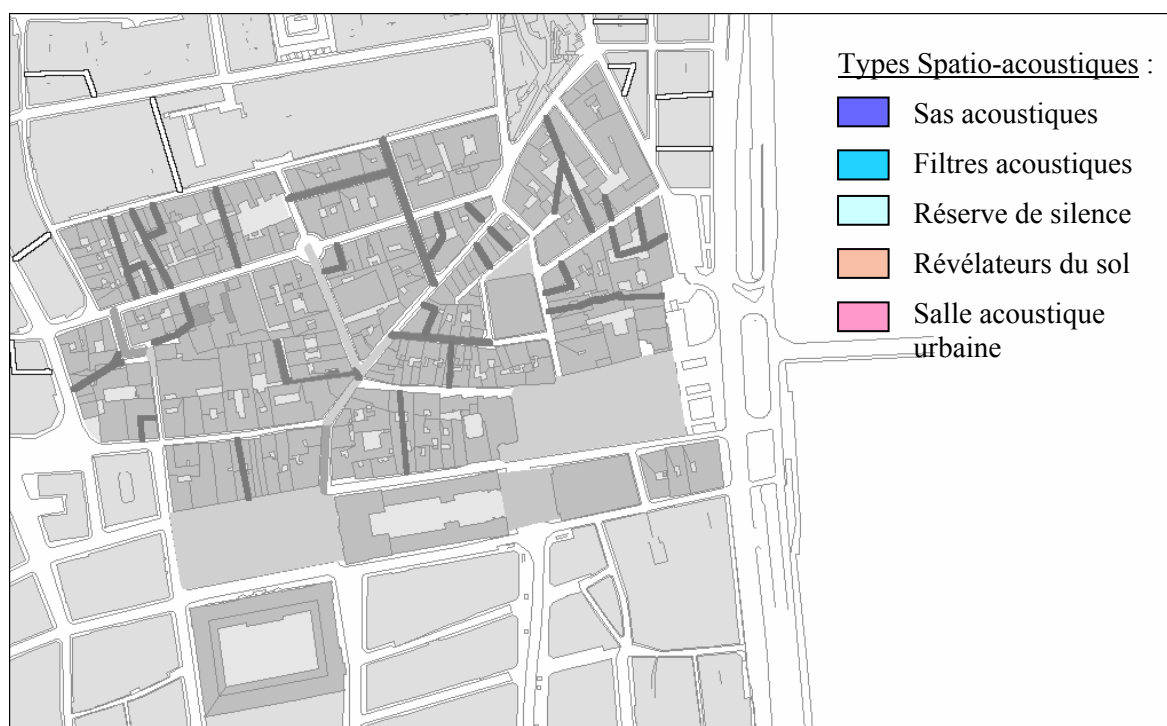 Types Spatio-acoustiques :
Sas acoustiques
Filtres acoustiques
Réserve de silence
Révélateurs du sol
Salle acoustique
urbaine